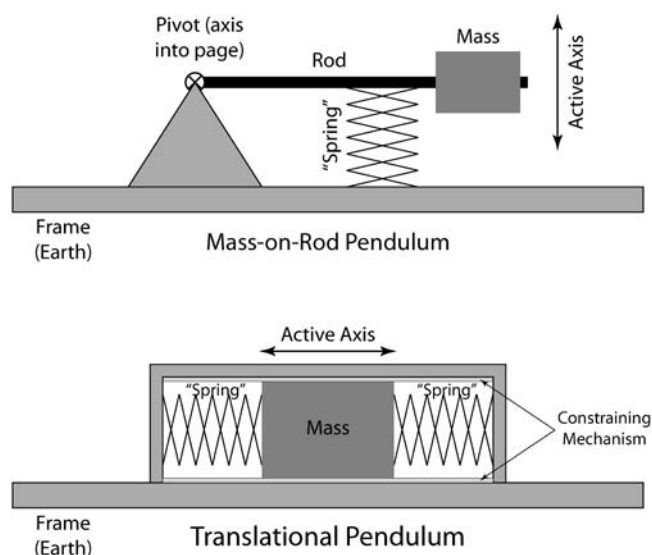 Pivot (axis
into page)
Rod
Mass
Active Axis
"Spring"
Frame
(Earth)
Mass-on-Rod Pendulum
Active Axis
"Spring"
"Spring"
Mass
Constraining
Mechanism
Frame
(Earth)
Translational Pendulum